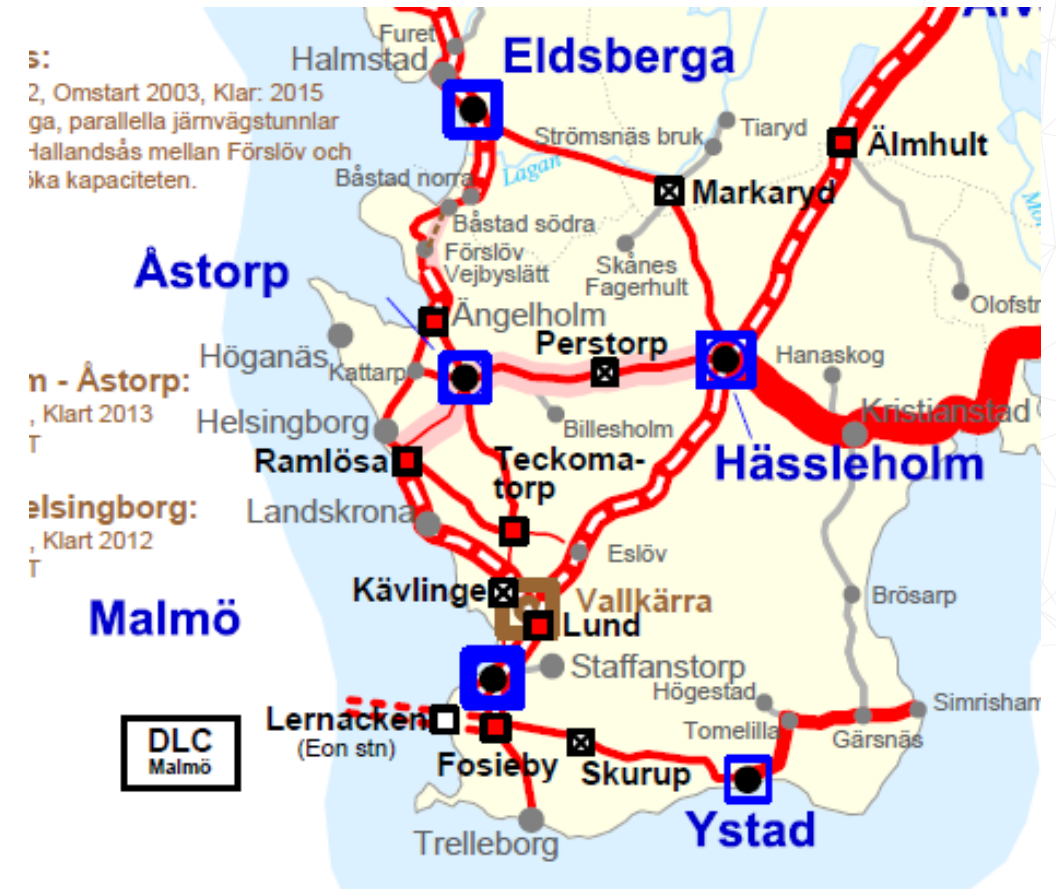 Furet
Halmstad
Eldsberga
s:
2, Omstart 2003, Klar: 2015
ga, parallella järnvägstunnlar
Hallandsås mellan Förslöv och
öka kapaciteten.
Strömsnäs bruk
Tiaryd
Älmhult
Lagan
Båstad norra
Markaryd
Båstad södra
Förslöv
Vejbyslätt
Skånes
Fagerhult
Åstorp
Olofstr
Ängelholm
Perstorp
Höganäs
Kattarp
Hanaskog
m - Åstorp:
, Klart 2013
T
Helsingborg
Billesholm
Kristianstad
Ramlösa
Teckoma-
torp
Hässleholm
elsingborg:
, Klart 2012
T
Landskrona
Eslöv
Kävlinge
Vallkärra
Brösarp
Malmö
Lund
Staffanstorp
Högestad
Simrisham
Lernacken
(Eon stn)
Tomelilla
Gärsnäs
DLC
Malmö
Fosieby
Skurup
Ystad
Trelleborg